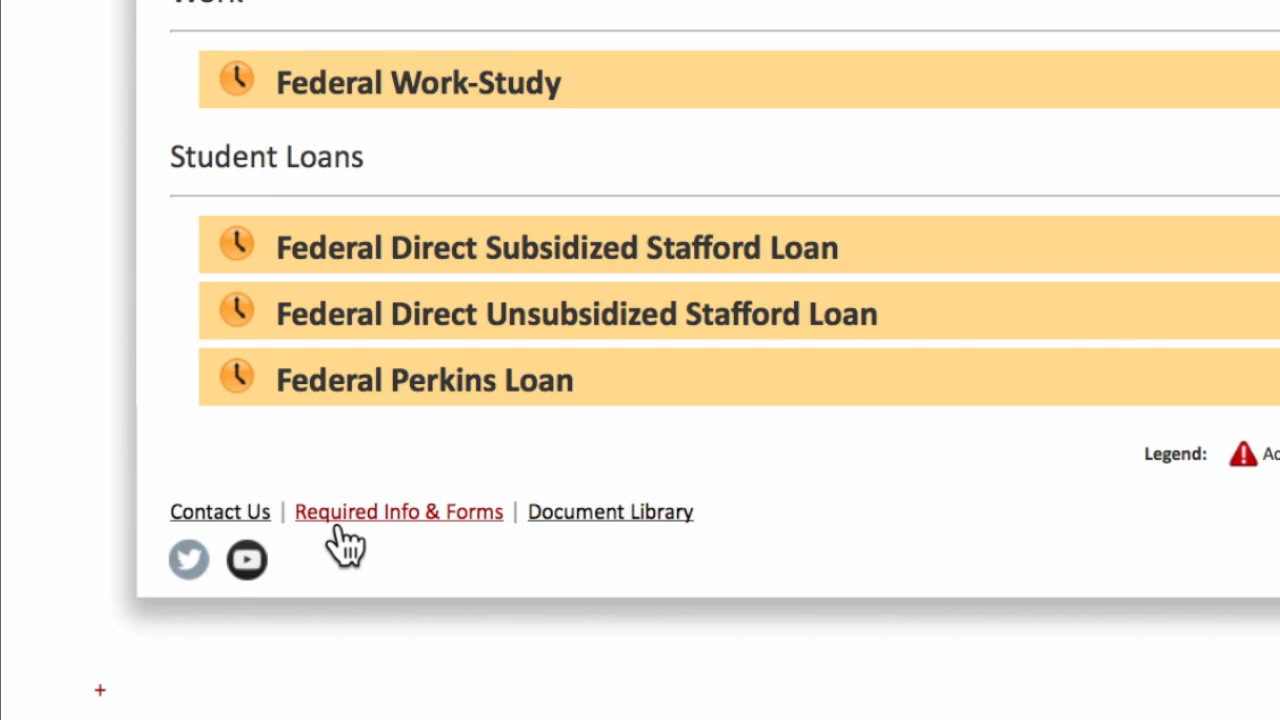 Work
Federal Work-Study
Student Loans
Federal Direct Subsidized Stafford Loan
Federal Direct Unsubsidized Stafford Loan
Federal Perkins Loan
Legend:
Contact Us | Required Info & Forms | Document Library
+